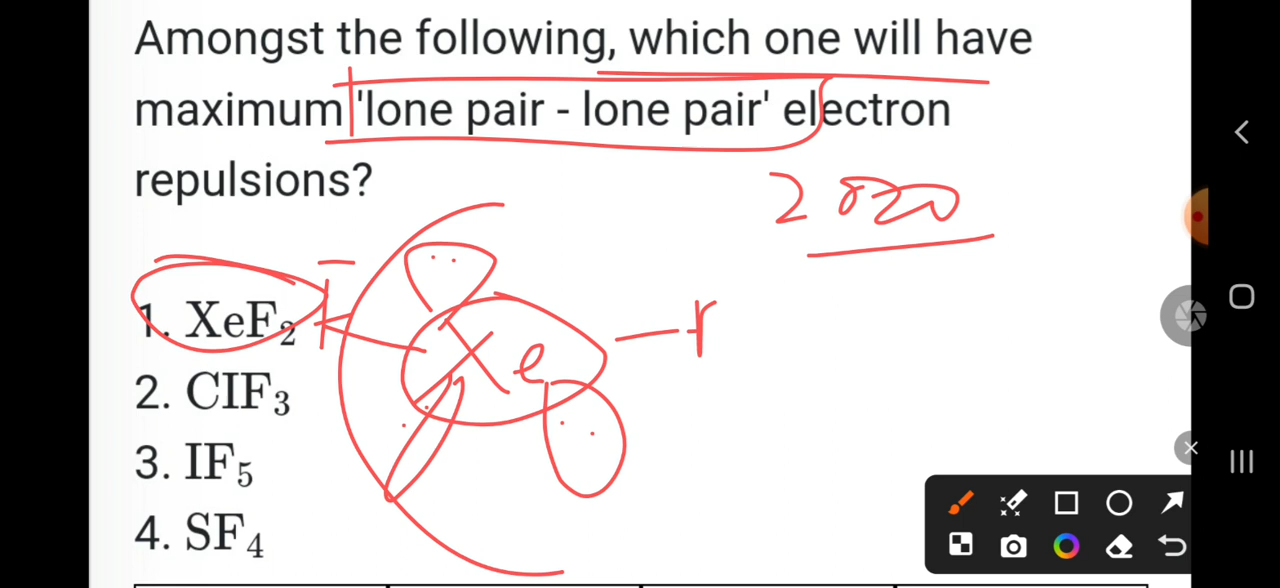 Amongst the following, which one will have
maximum 'lone pair - lone pair' electron
repulsions?
2020
1. XeF₂
F Xe - F
2. ClF₃
3. IF₅
4. SF₄